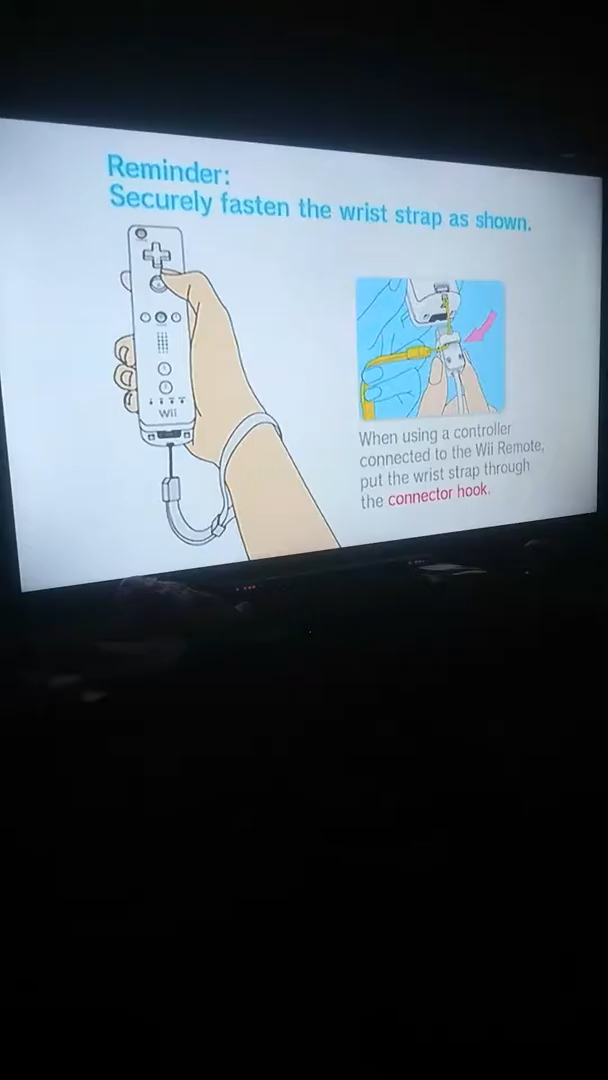 Reminder:
Securely fasten the wrist strap as shown.
Wii
When using a controller
connected to the Wii Remote,
put the wrist strap through
the connector hook.